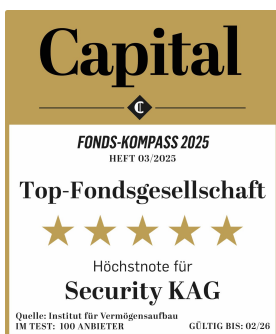 Capital
FONDS-KOMPASS 2025
HEFT 03/2025
Top-Fondsgesellschaft
Höchstnote für
Security KAG
Quelle: Institut für Vermögensaufbau
IM TEST: 100 ANBIETER GÜLTIG BIS: 02/26